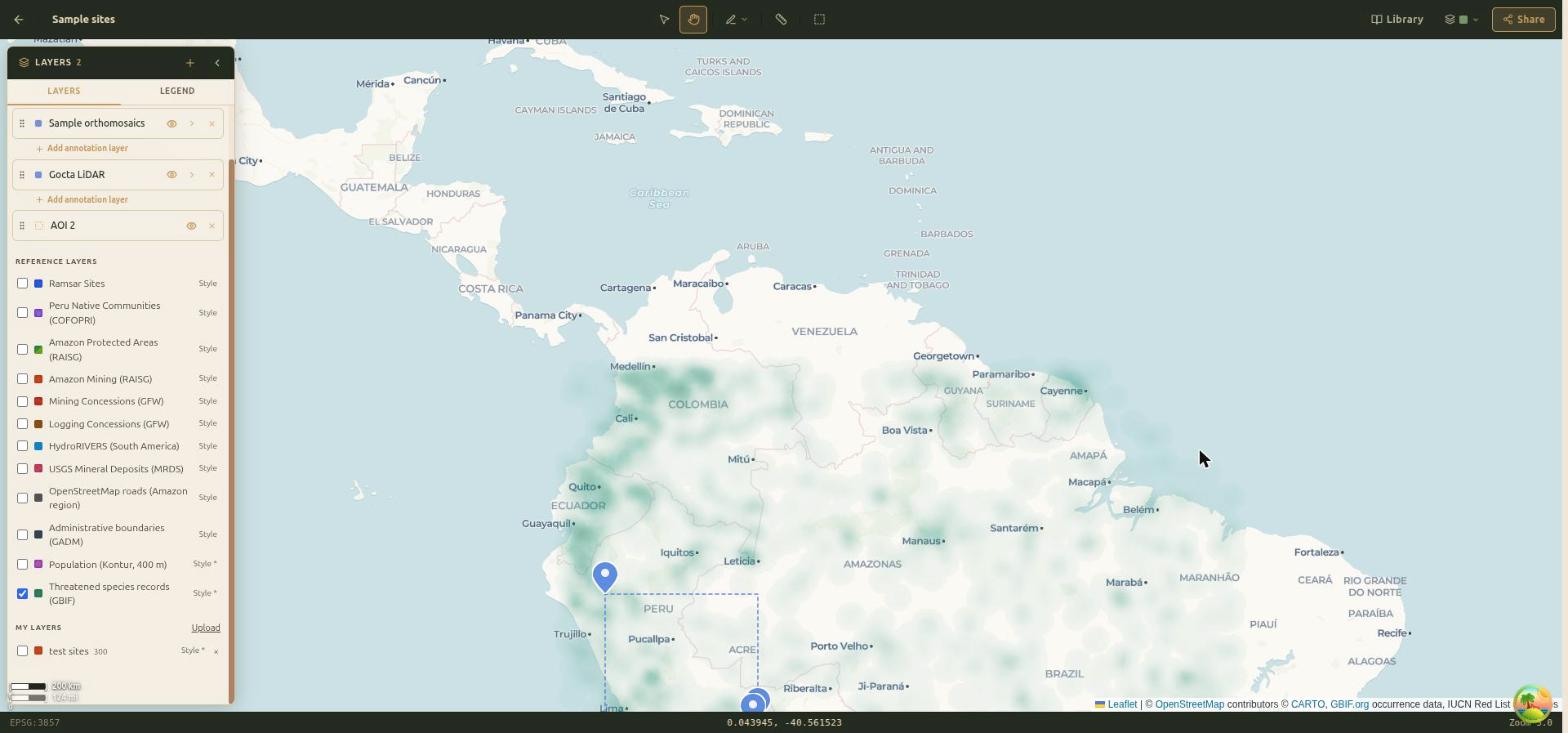 Sample sites
Library
Share
LAYERS 2
LAYERS
LEGEND
Sample orthomosaics
+ Add annotation layer
Gocta LiDAR
+ Add annotation layer
AOI 2
REFERENCE LAYERS
Ramsar Sites Style
Peru Native Communities
(COFOPRI) Style
Amazon Protected Areas
(RAISG) Style
Amazon Mining (RAISG) Style
Mining Concessions (GFW) Style
Logging Concessions (GFW) Style
HydroRIVERS (South America) Style
USGS Mineral Deposits (MRDS) Style
OpenStreetMap roads (Amazon
region) Style
Administrative boundaries
(GADM) Style
Population (Kontur, 400 m) Style *
Threatened species records
(GBIF) Style *
MY LAYERS Upload
test sites 300 Style * ×
200 km
124 mi
Havana
CUBA
TURKS AND
CAICOS ISLANDS
Mérida
Cancún
Santiago
de Cuba
CAYMAN ISLANDS
DOMINICAN
REPUBLIC
JAMAICA
City
BELIZE
ANTIGUA AND
BARBUDA
GUATEMALA
HONDURAS
Caribbean
Sea
DOMINICA
EL SALVADOR
NICARAGUA
BARBADOS
ARUBA
GRENADA
TRINIDAD
AND TOBAGO
COSTA RICA
Cartagena
Maracaibo
Caracas
Panama City
San Cristobal
VENEZUELA
Medellín
Georgetown
Paramaribo
GUYANA
Cayenne
COLOMBIA
SURINAME
Cali
Boa Vista
Mitú
AMAPÁ
Quito
Macapá
ECUADOR
Belém
Guayaquil
Santarém
Manaus
Iquitos
Leticia
AMAZONAS
Fortaleza
Marabá
MARANHÃO
CEARÁ
RIO GRANDE
DO NORTE
PERU
PARAÍBA
Trujillo
Pucallpa
PIAUÍ
Recife
ACRE
Porto Velho
ALAGOAS
BRAZIL
Riberalta
Ji-Paraná
Lima
Leaflet | © OpenStreetMap contributors © CARTO, GBIF.org occurrence data, IUCN Red List
EPSG:3857
0.043945, -40.561523